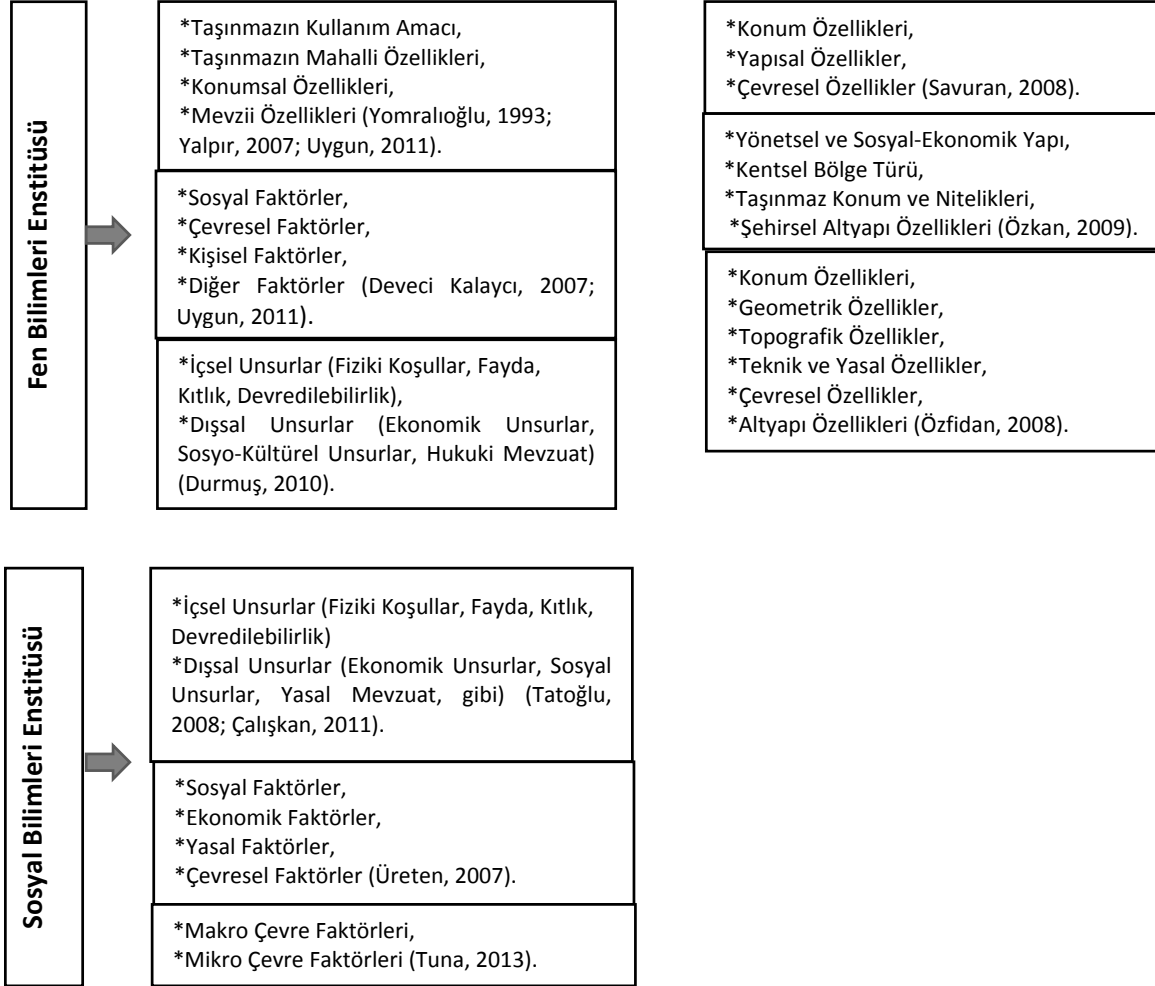 Fen Bilimleri Enstitüsü
*Taşınmazın Kullanım Amacı,
*Taşınmazın Mahalli Özellikleri,
*Konumsal Özellikleri,
*Mevzii Özellikleri (Yomralıoğlu, 1993;
Yalpır, 2007; Uygun, 2011).
*Sosyal Faktörler,
*Çevresel Faktörler,
*Kişisel Faktörler,
*Diğer Faktörler (Deveci Kalaycı, 2007;
Uygun, 2011).
*İçsel Unsurlar (Fiziki Koşullar, Fayda,
Kıtlık, Devredilebilirlik),
*Dışsal Unsurlar (Ekonomik Unsurlar,
Sosyo-Kültürel Unsurlar, Hukuki Mevzuat)
(Durmuş, 2010).
*Konum Özellikleri,
*Yapısal Özellikler,
*Çevresel Özellikler (Savuran, 2008).
*Yönetsel ve Sosyal-Ekonomik Yapı,
*Kentsel Bölge Türü,
*Taşınmaz Konum ve Nitelikleri,
*Şehirsel Altyapı Özellikleri (Özkan, 2009).
*Konum Özellikleri,
*Geometrik Özellikler,
*Topografik Özellikler,
*Teknik ve Yasal Özellikler,
*Çevresel Özellikler,
*Altyapı Özellikleri (Özfidan, 2008).
Sosyal Bilimleri Enstitüsü
*İçsel Unsurlar (Fiziki Koşullar, Fayda, Kıtlık,
Devredilebilirlik)
*Dışsal Unsurlar (Ekonomik Unsurlar, Sosyal
Unsurlar, Yasal Mevzuat, gibi) (Tatoğlu,
2008; Çalışkan, 2011).
*Sosyal Faktörler,
*Ekonomik Faktörler,
*Yasal Faktörler,
*Çevresel Faktörler (Üreten, 2007).
*Makro Çevre Faktörleri,
*Mikro Çevre Faktörleri (Tuna, 2013).